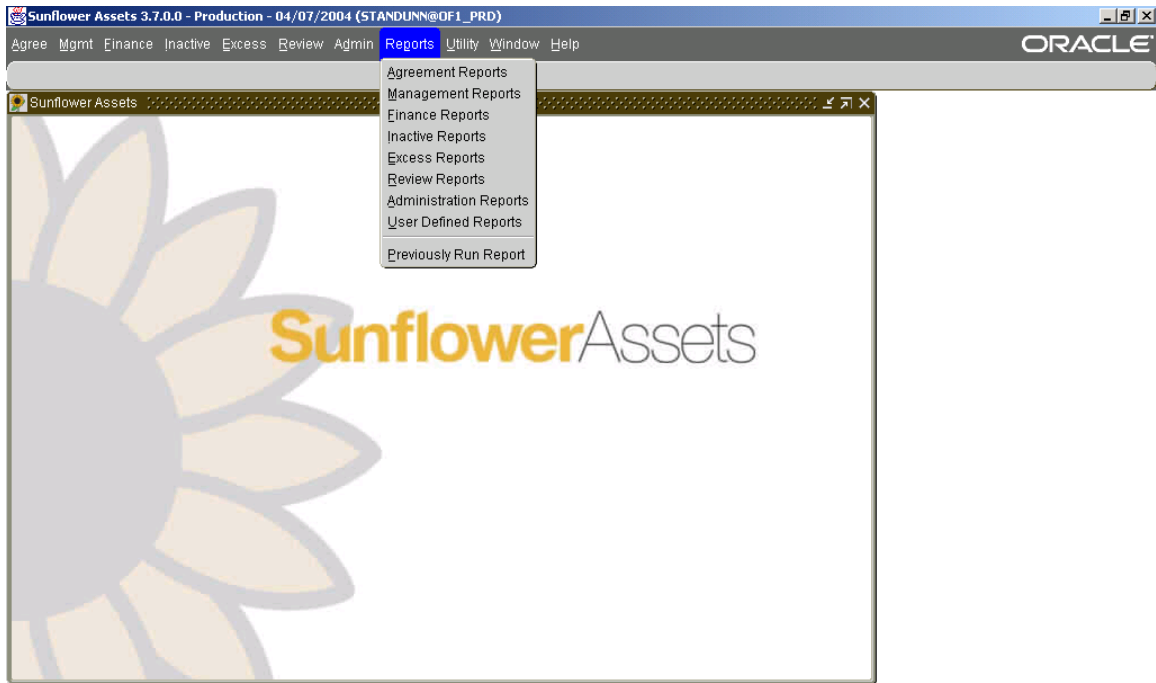 Sunflower Assets 3.7.0.0 - Production - 04/07/2004 (STANDUNN@OF1_PRD)
Agree Mgmt Finance Inactive Excess Review Admin Reports Utility Window Help
ORACLE
Agreement Reports
Management Reports
Finance Reports
Inactive Reports
Excess Reports
Review Reports
Administration Reports
User Defined Reports
Previously Run Report
Sunflower Assets
SunflowerAssets